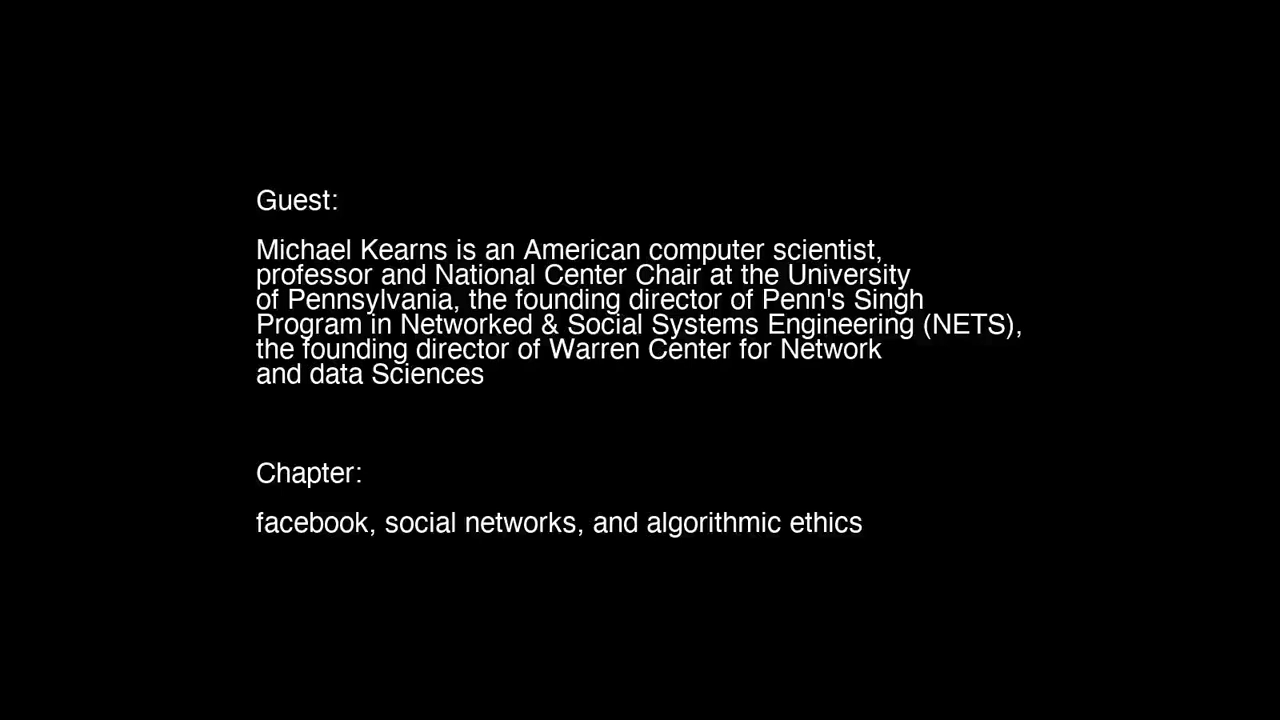 Guest:
Michael Kearns is an American computer scientist,
professor and National Center Chair at the University
of Pennsylvania, the founding director of Penn's Singh
Program in Networked & Social Systems Engineering (NETS),
the founding director of Warren Center for Network
and data Sciences
Chapter:
facebook, social networks, and algorithmic ethics